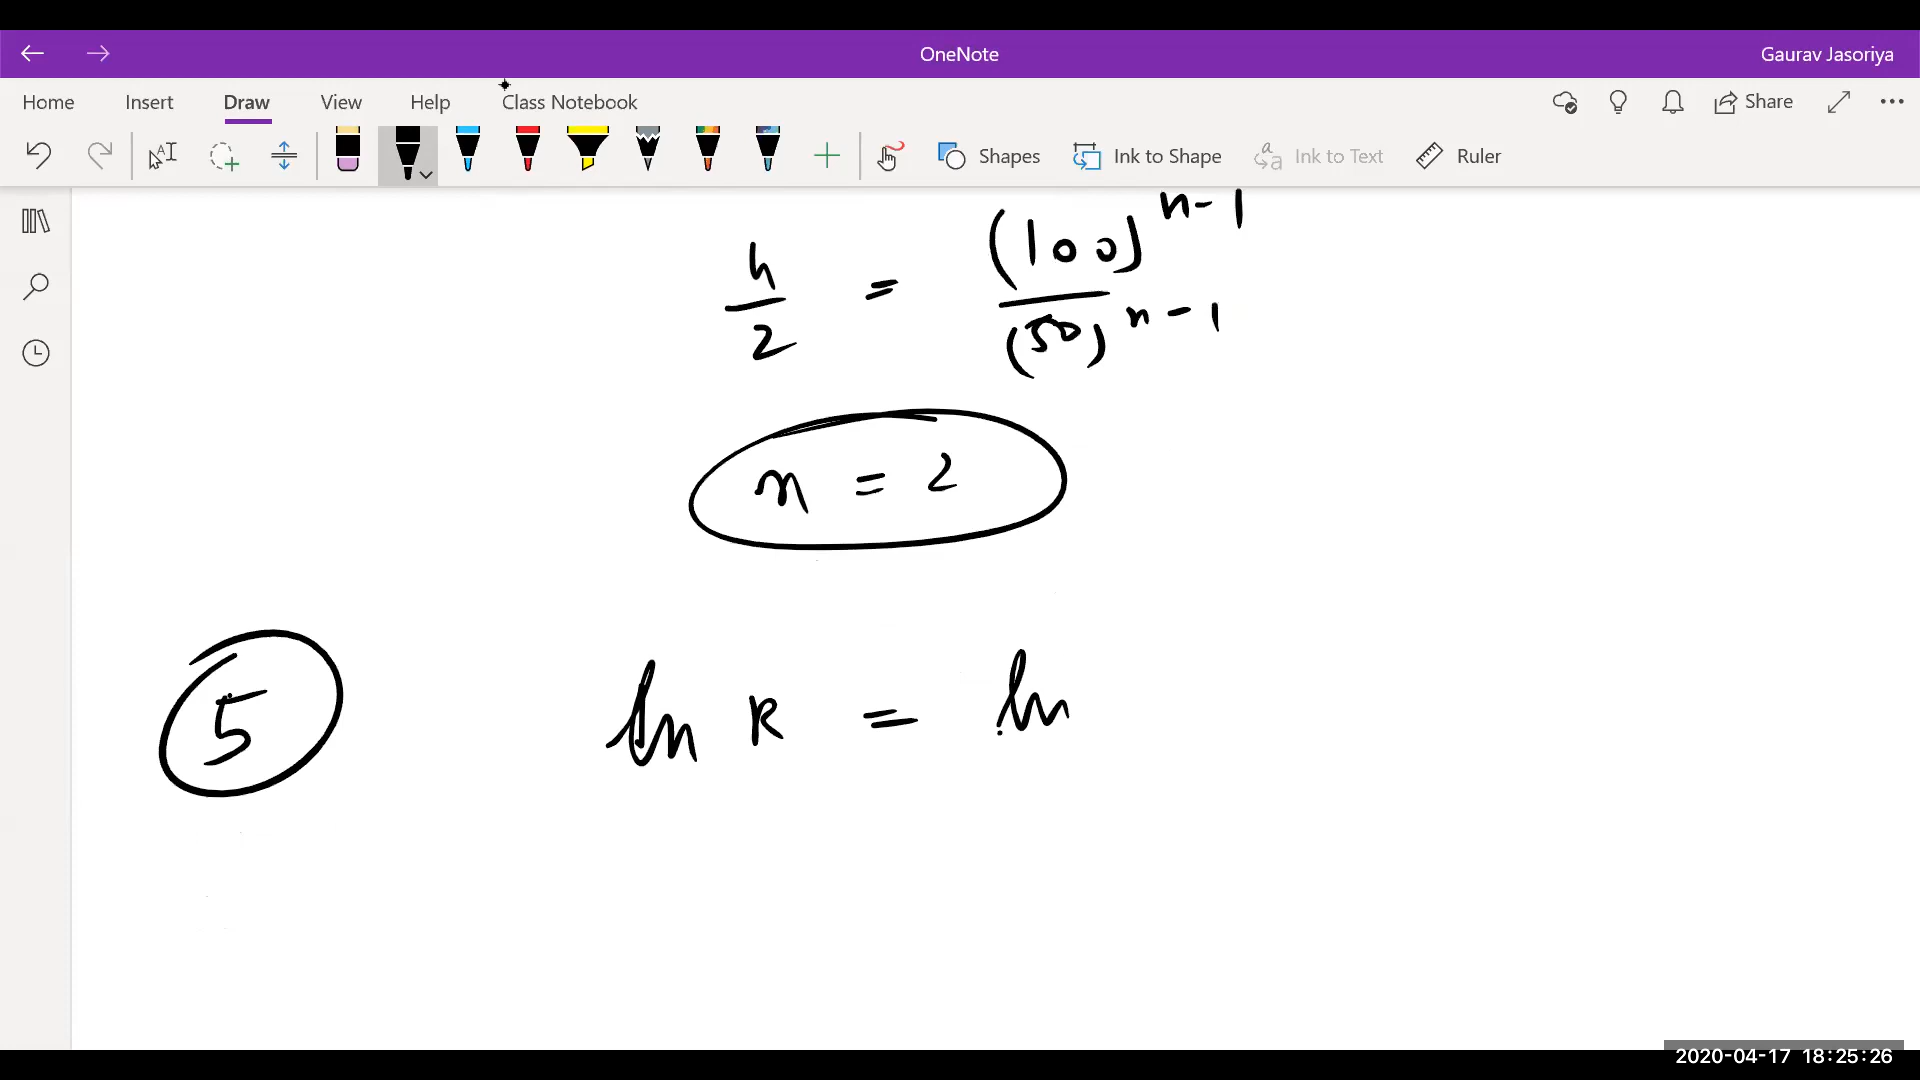 OneNote
Gaurav Jasoriya
Home Insert Draw View Help Class Notebook Share
Shapes Ink to Shape Ink to Text Ruler
4/2 = (100)^n-1/(50)^n-1
n = 2
5 ln K = ln
2020-04-17 18:25:26